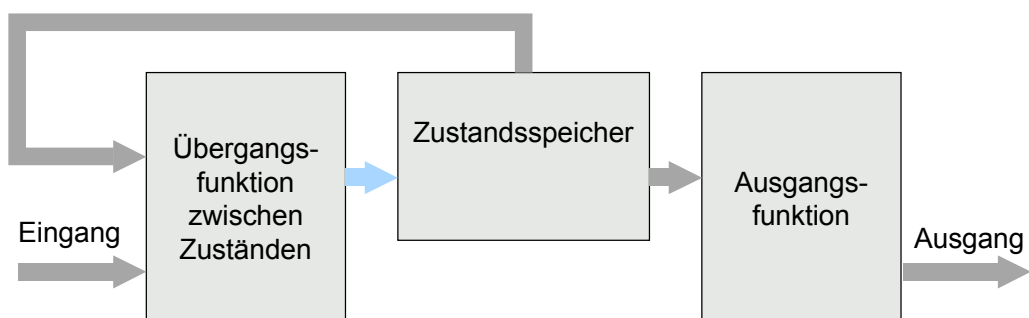 Eingang
Übergangs-
funktion
zwischen
Zuständen
Zustandsspeicher
Ausgangs-
funktion
Ausgang